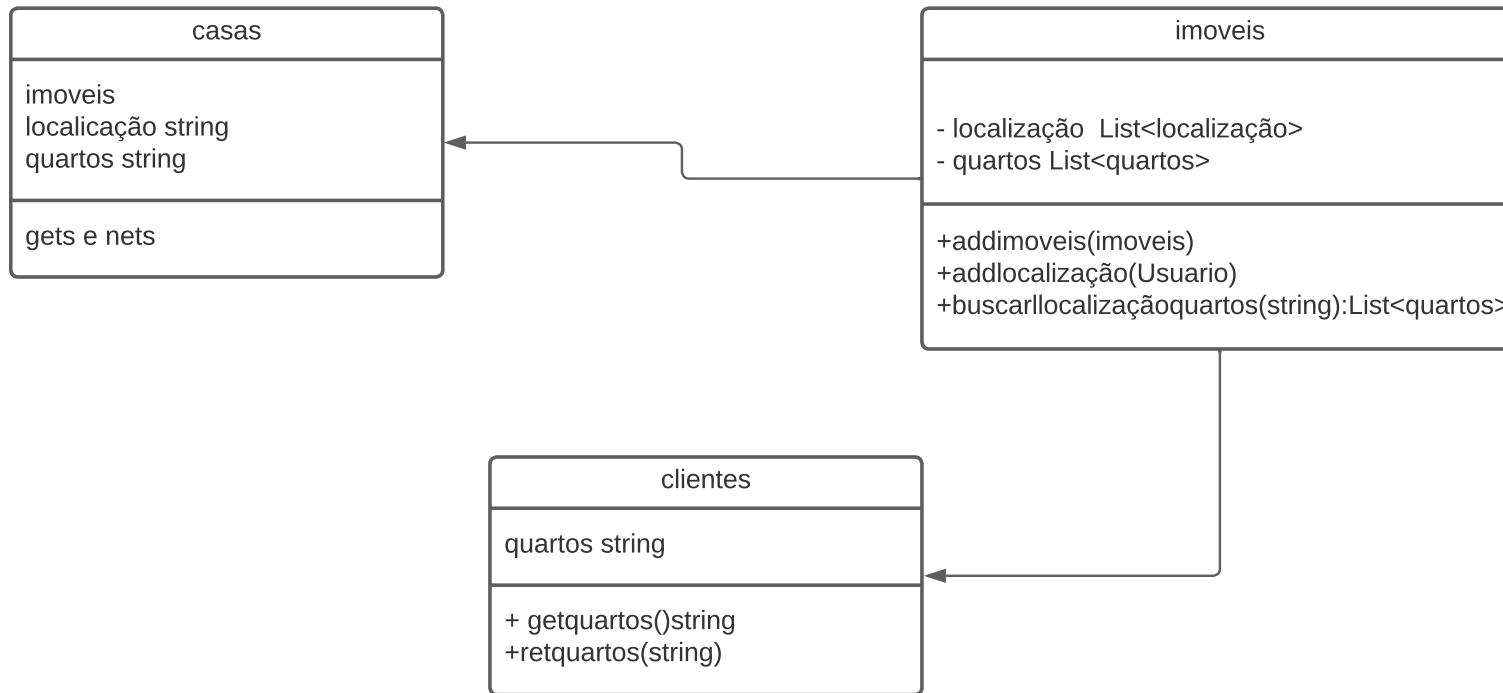 casas
imoveis
localicação string
quartos string
gets e nets
imoveis
- localização  List<localização>
- quartos List<quartos>
+addimoveis(imoveis)
+addlocalização(Usuario)
+buscarllocalizaçãoquartos(string):List<quartos>
clientes
quartos string
+ getquartos()string
+retquartos(string)